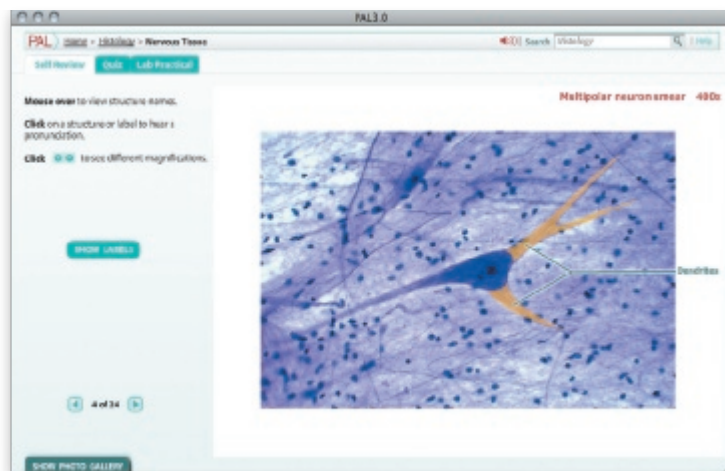 PAL3.0
PAL Home > Histology > Nervous Tissue
Search Histology Help
Self Review Quiz Lab Practical
Mouse over to view structure names.
Click on a structure or label to hear a
pronunciation.
Click to see different magnifications.
SHOW LABELS
4 of 24
SHOW PHOTO GALLERY
Multipolar neuron smear 400x
Dendrites